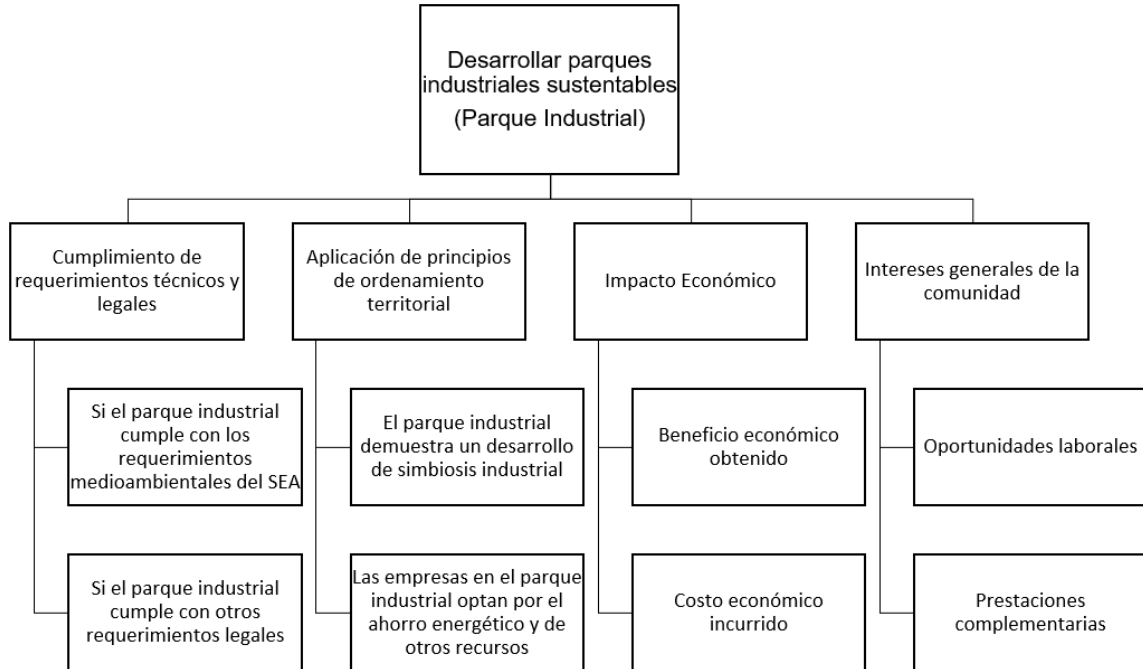 Desarrollar parques
industriales sustentables
(Parque Industrial)
Cumplimiento de
requerimientos técnicos y
legales
Aplicación de principios
de ordenamiento
territorial
Impacto Económico
Intereses generales de la
comunidad
Si el parque industrial
cumple con los
requerimientos
medioambientales del SEA
El parque industrial
demuestra un desarrollo
de simbiosis industrial
Beneficio económico
obtenido
Oportunidades laborales
Si el parque industrial
cumple con otros
requerimientos legales
Las empresas en el parque
industrial optan por el
ahorro energético y de
otros recursos
Costo económico
incurrido
Prestaciones
complementarias